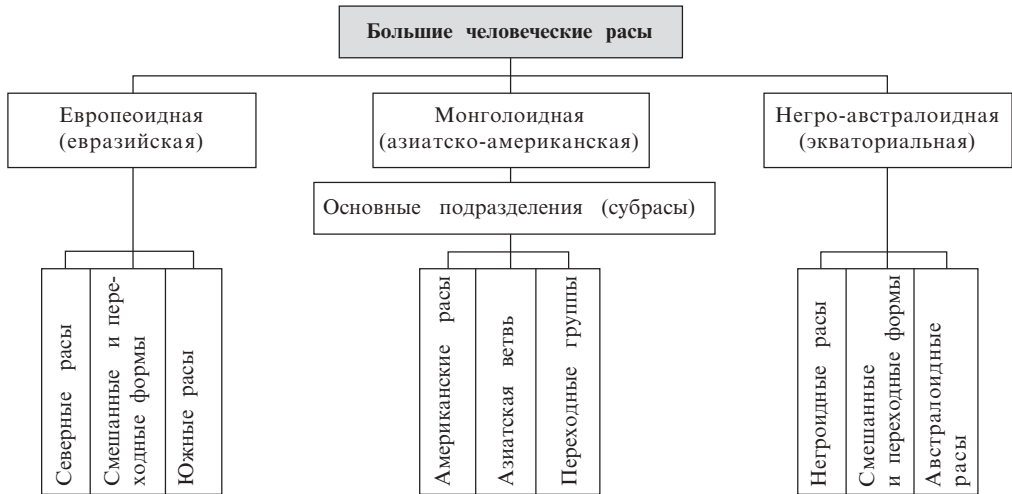 Большие человеческие расы
Европеоидная
(евразийская)
Монголоидная
(азиатско-американская)
Негро-австралоидная
(экваториальная)
Основные подразделения (субрасы)
Северные расы
Смешанные и пере-
ходные формы
Южные расы
Американские расы
Азиатская ветвь
Переходные группы
Негроидные расы
Смешанные
и переходные формы
Австралоидные
расы